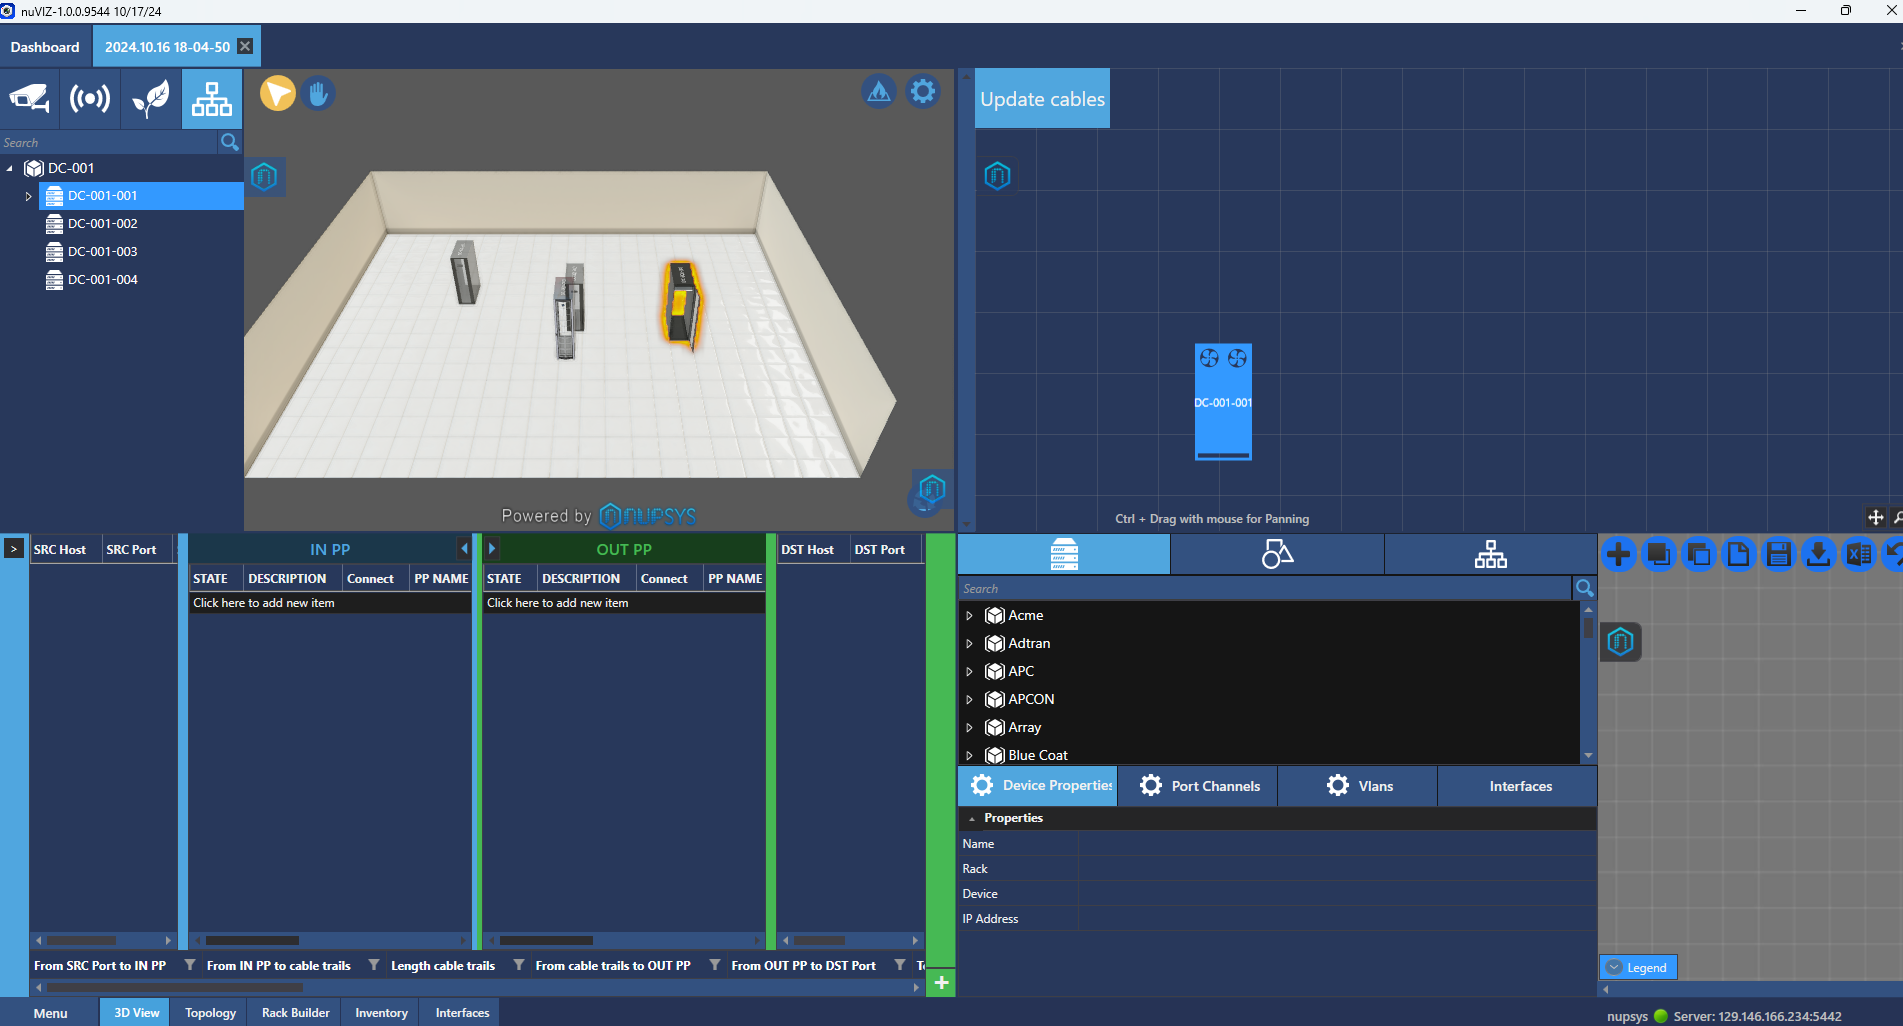 nuVIZ-1.0.0.9544 10/17/24
Dashboard
2024.10.16 18-04-50
Search
DC-001
DC-001-001
DC-001-002
DC-001-003
DC-001-004
Powered by nupsys
Update cables
DC-001-001
Ctrl + Drag with mouse for Panning
>
SRC Host SRC Port
IN PP
OUT PP
DST Host DST Port
STATE DESCRIPTION Connect PP NAME
STATE DESCRIPTION Connect PP NAME
Click here to add new item
Click here to add new item
From SRC Port to IN PP From IN PP to cable trails Length cable trails From cable trails to OUT PP From OUT PP to DST Port
Search
Acme
Adtran
APC
APCON
Array
Blue Coat
Device Properties Port Channels Vlans Interfaces
Properties
Name
Rack
Device
IP Address
Legend
Menu 3D View Topology Rack Builder Inventory Interfaces
nupsys Server: 129.146.166.234:5442